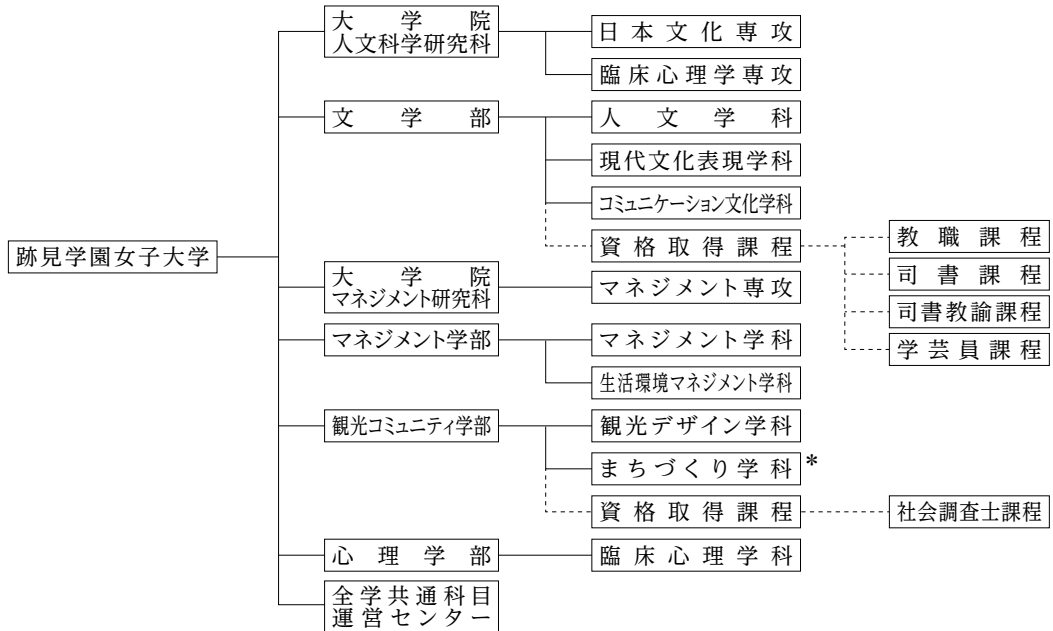 跡見学園女子大学
大学院
人文科学研究科
日本文化専攻
臨床心理学専攻
文学部
人文学科
現代文化表現学科
コミュニケーション文化学科
資格取得課程
教職課程
司書課程
司書教諭課程
学芸員課程
大学院
マネジメント研究科
マネジメント専攻
マネジメント学部
マネジメント学科
生活環境マネジメント学科
観光コミュニティ学部
観光デザイン学科
まちづくり学科*
資格取得課程
社会調査士課程
心理学部
臨床心理学科
全学共通科目
運営センター